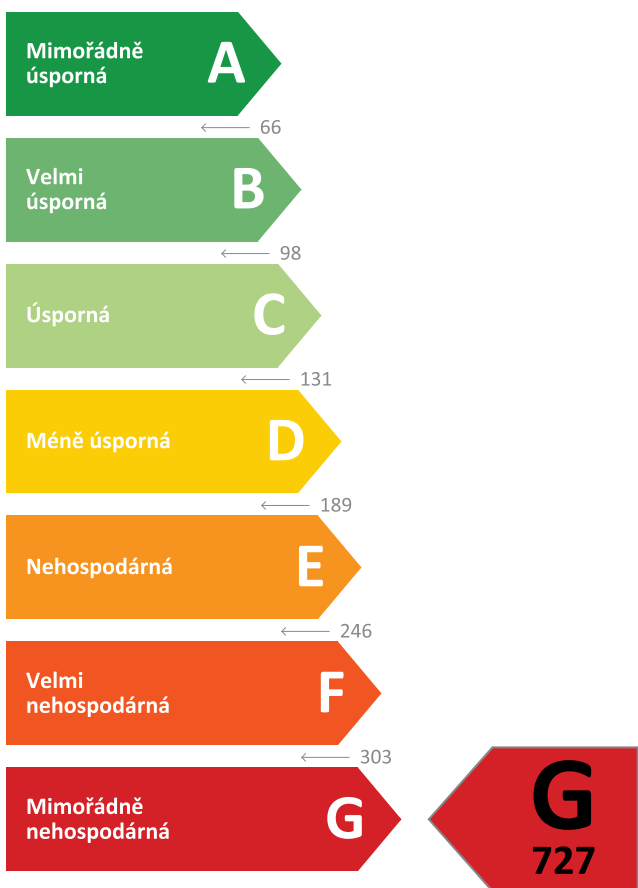 Mimořádně
úsporná
A
66
Velmi
úsporná
B
98
Úsporná
C
131
Méně úsporná
D
189
Nehospodárná
E
246
Velmi
nehospodárná
F
303
Mimořádně
nehospodárná
G
G
727